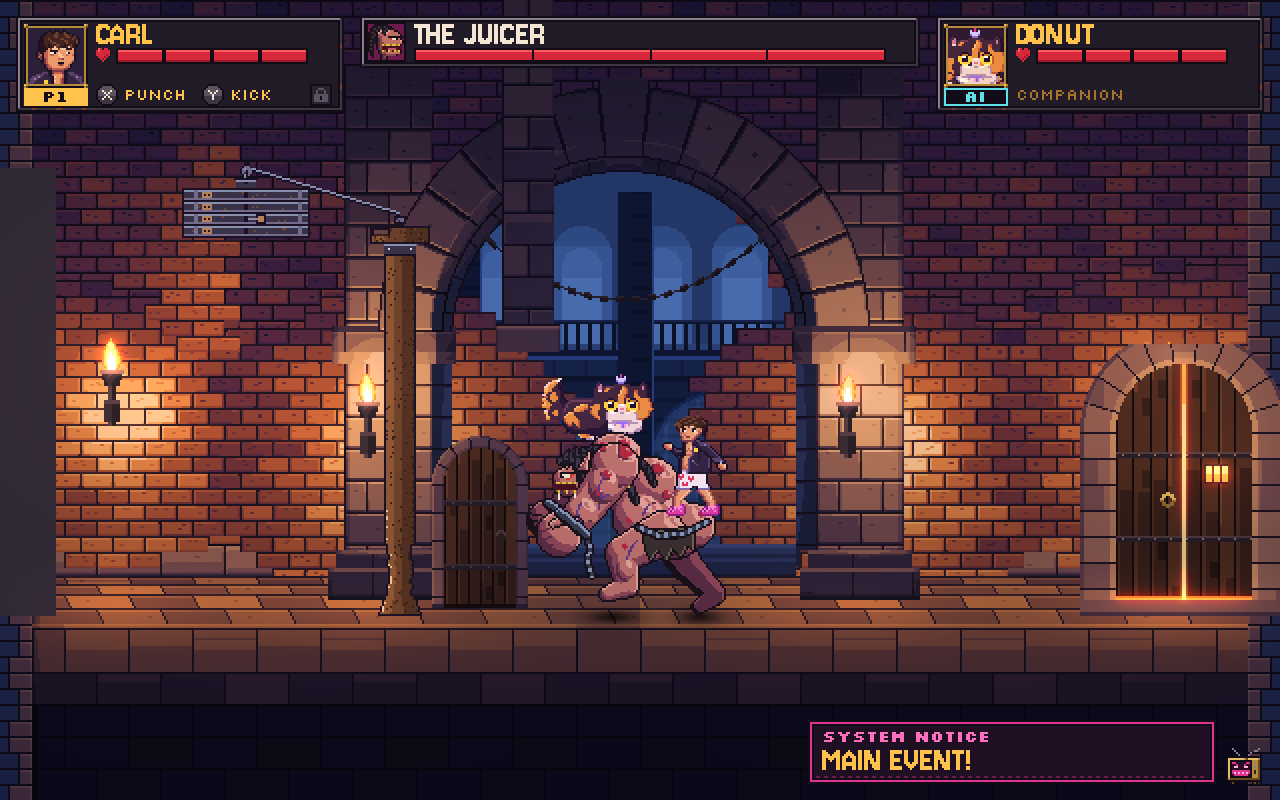 CARL
P1
X PUNCH Y KICK
THE JUICER
DONUT
AI
COMPANION
SYSTEM NOTICE
MAIN EVENT!